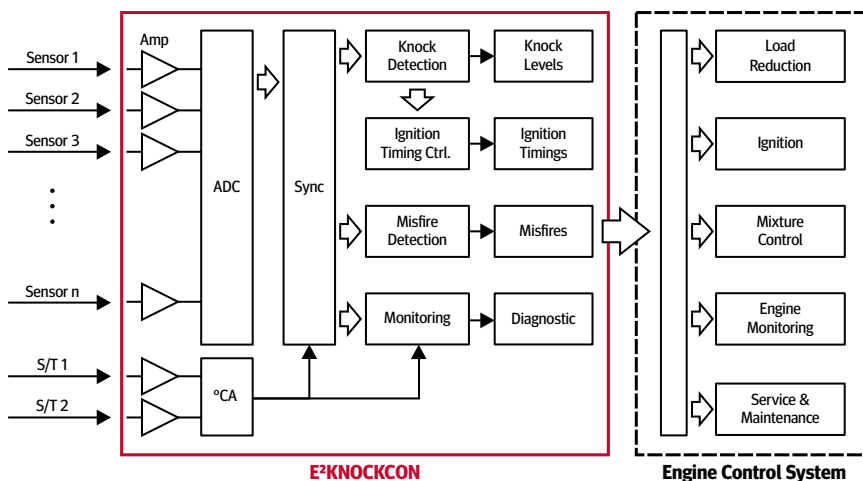 Amp
Sensor 1
Sensor 2
Sensor 3
Sensor n
S/T 1
S/T 2
ADC
ºCA
Sync
Knock
Detection
Knock
Levels
Ignition
Timing Ctrl.
Ignition
Timings
Misfire
Detection
Misfires
Monitoring
Diagnostic
E²KNOCKCON
Load
Reduction
Ignition
Mixture
Control
Engine
Monitoring
Service &
Maintenance
Engine Control System